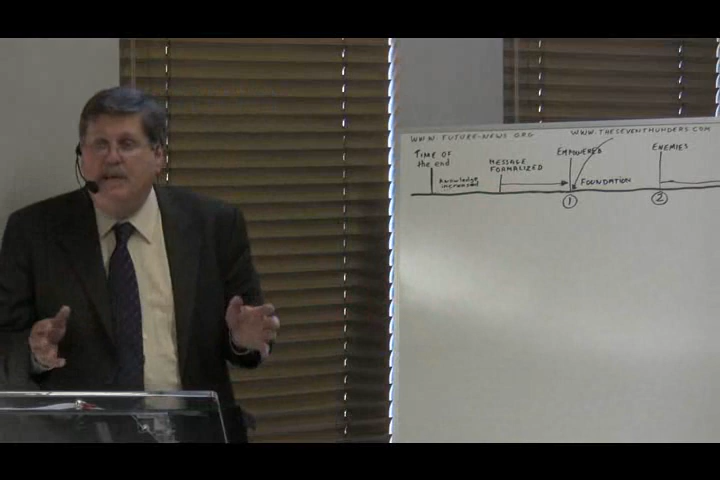 WWW. FUTURE-NEWS.ORG
WWW.THESEVENTHUNDERS.COM
TIME OF
the end
Knowledge
increased
MESSAGE
FORMALIZED
EMPOWERED
FOUNDATION
ENEMIES
1
2